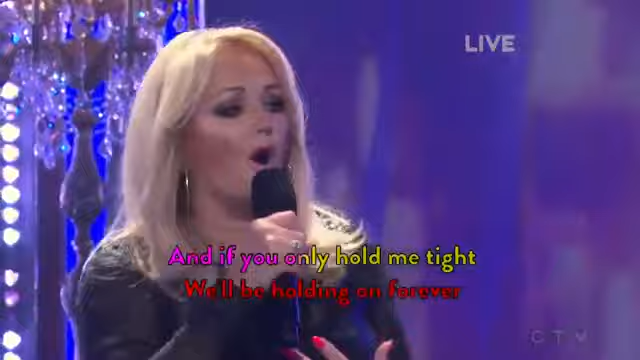 LIVE
And if you only hold me tight
We'll be holding on forever
CTV